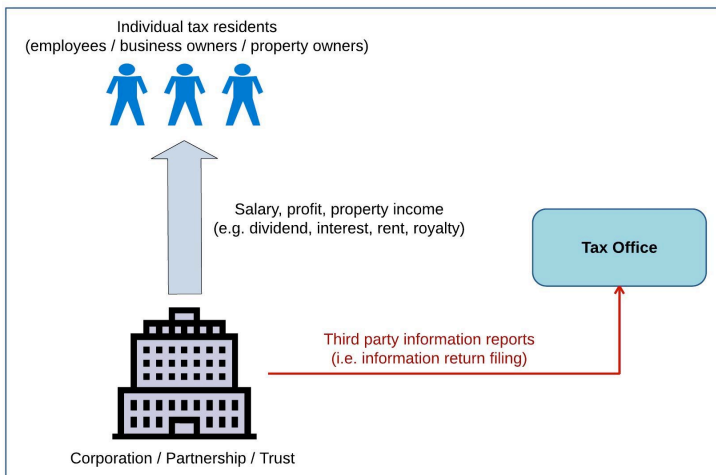 Individual tax residents
(employees / business owners / property owners)
Salary, profit, property income
(e.g. dividend, interest, rent, royalty)
Tax Office
Third party information reports
(i.e. information return filing)
Corporation / Partnership / Trust